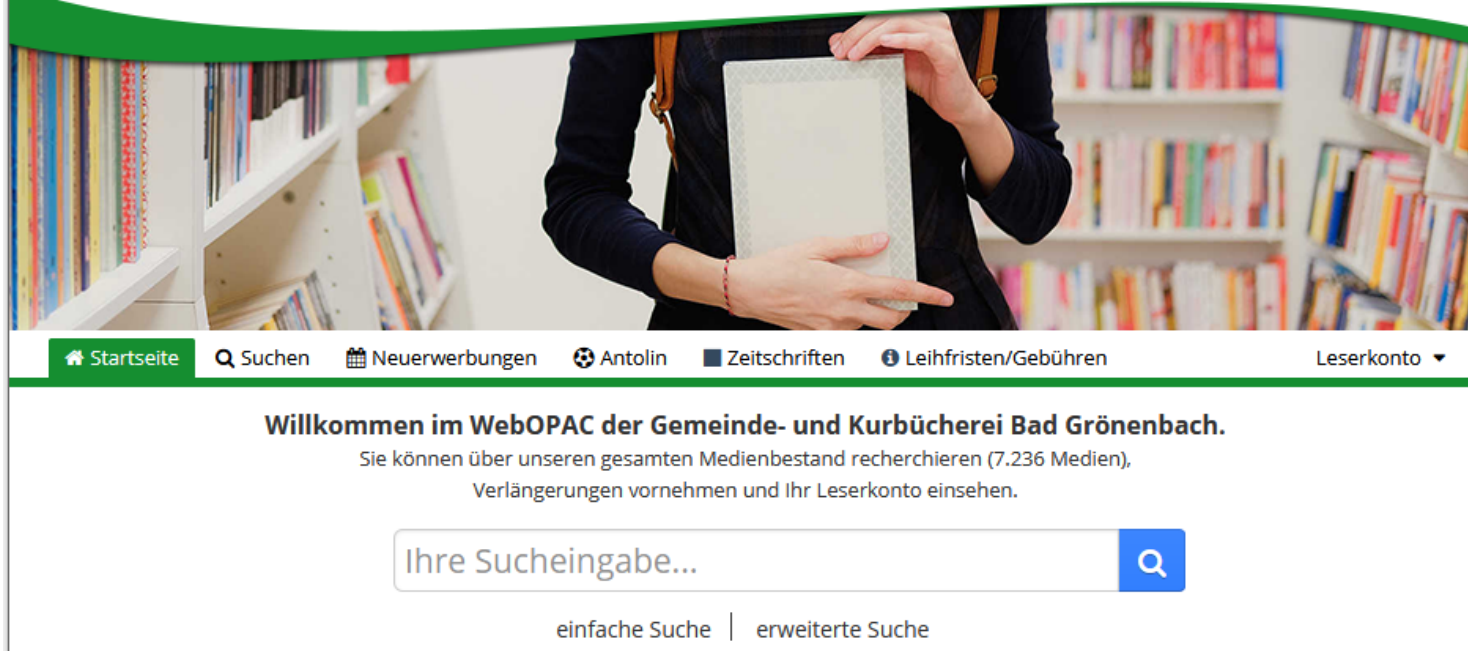 Startseite Suchen Neuerwerbungen Antolin Zeitschriften Leihfristen/Gebühren Leserkonto
Willkommen im WebOPAC der Gemeinde- und Kurbücherei Bad Grönenbach.
Sie können über unseren gesamten Medienbestand recherchieren (7.236 Medien),
Verlängerungen vornehmen und Ihr Leserkonto einsehen.
Ihre Sucheingabe...
einfache Suche | erweiterte Suche